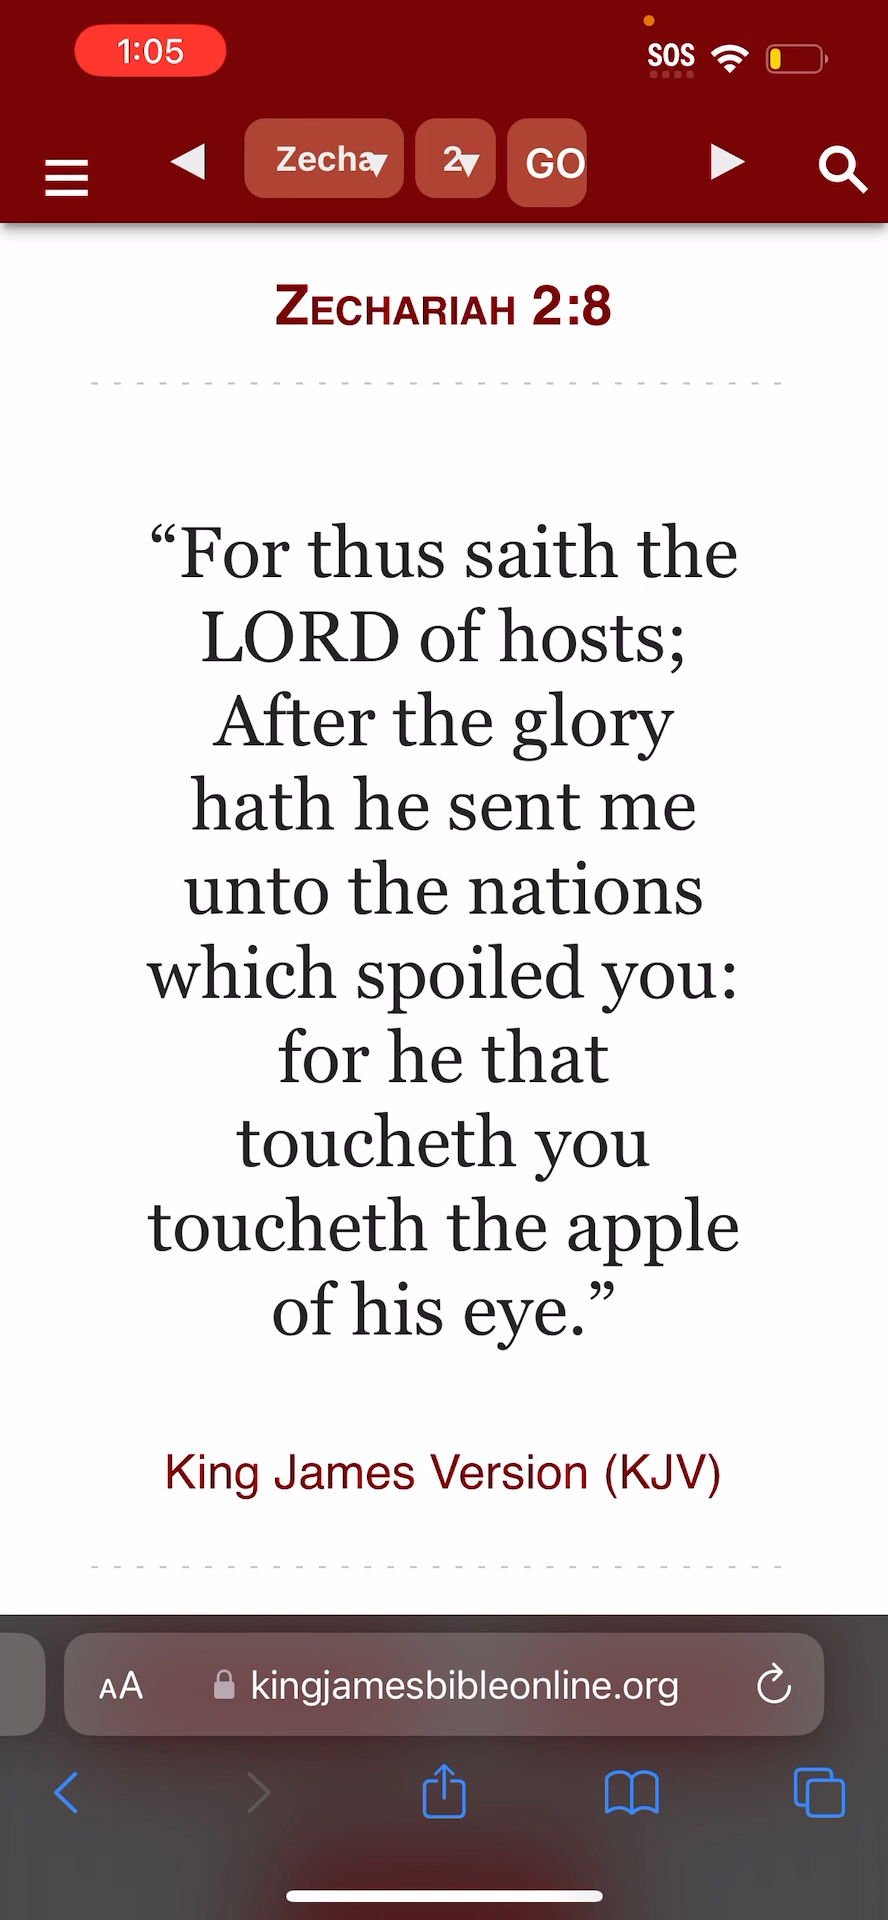 1:05
SOS
Zecha
2
GO
ZECHARIAH 2:8
“For thus saith the
LORD of hosts;
After the glory
hath he sent me
unto the nations
which spoiled you:
for he that
toucheth you
toucheth the apple
of his eye.”
King James Version (KJV)
AA
kingjamesbibleonline.org